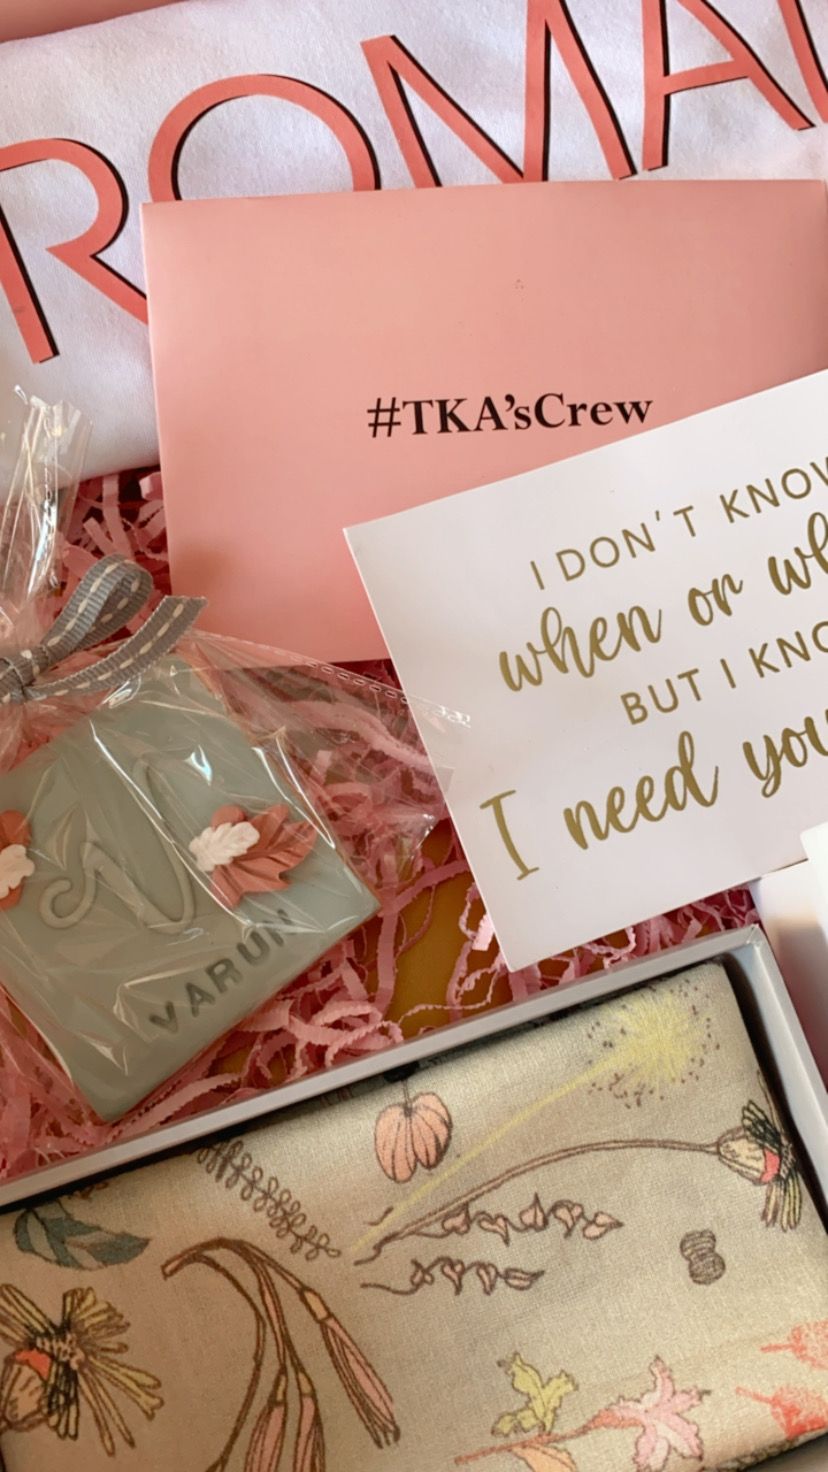 ROMA
#TKA'sCrew
I DON'T KNOW
when or wh
BUT I KNO
I need you
VARUN